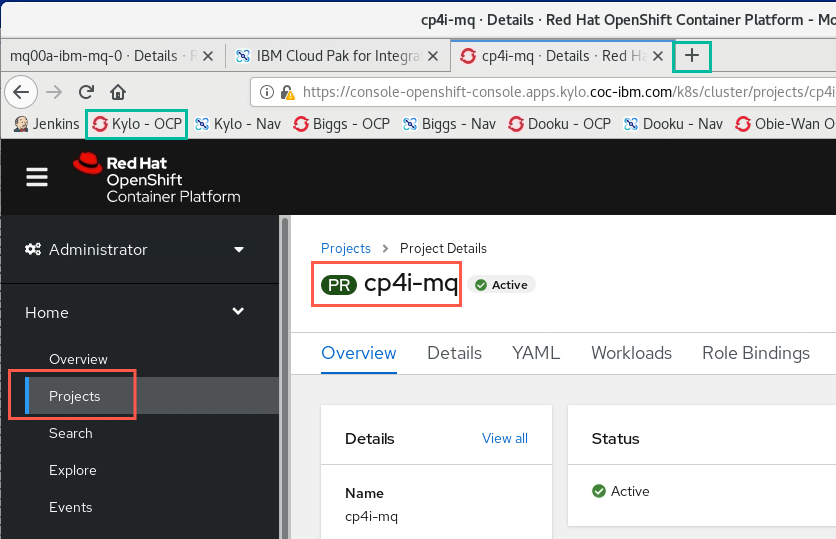 cp4i-mq · Details · Red Hat OpenShift Container Platform - Mo
mq00a-ibm-mq-0 · Details · R
IBM Cloud Pak for Integra
cp4i-mq · Details · Red Ha
https://console-openshift-console.apps.kylo.coc-ibm.com/k8s/cluster/projects/cp4i
Jenkins Kylo - OCP Kylo - Nav Biggs - OCP Biggs - Nav Dooku - OCP Dooku - Nav Obie-Wan O
Red Hat
OpenShift
Container Platform
Administrator
Home
Overview
Projects
Search
Explore
Events
Projects > Project Details
PR cp4i-mq Active
Overview Details YAML Workloads Role Bindings
Details View all
Name
cp4i-mq
Status
Active